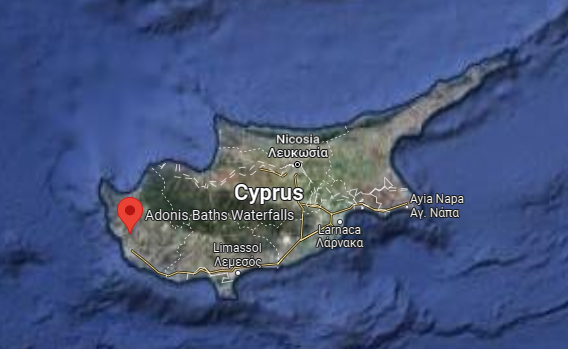 Nicosia
Λευκωσία
Cyprus
Adonis Baths Waterfalls
Ayia Napa
Αγ. Νάπα
Larnaca
Λάρνακα
Limassol
Λεμεσός